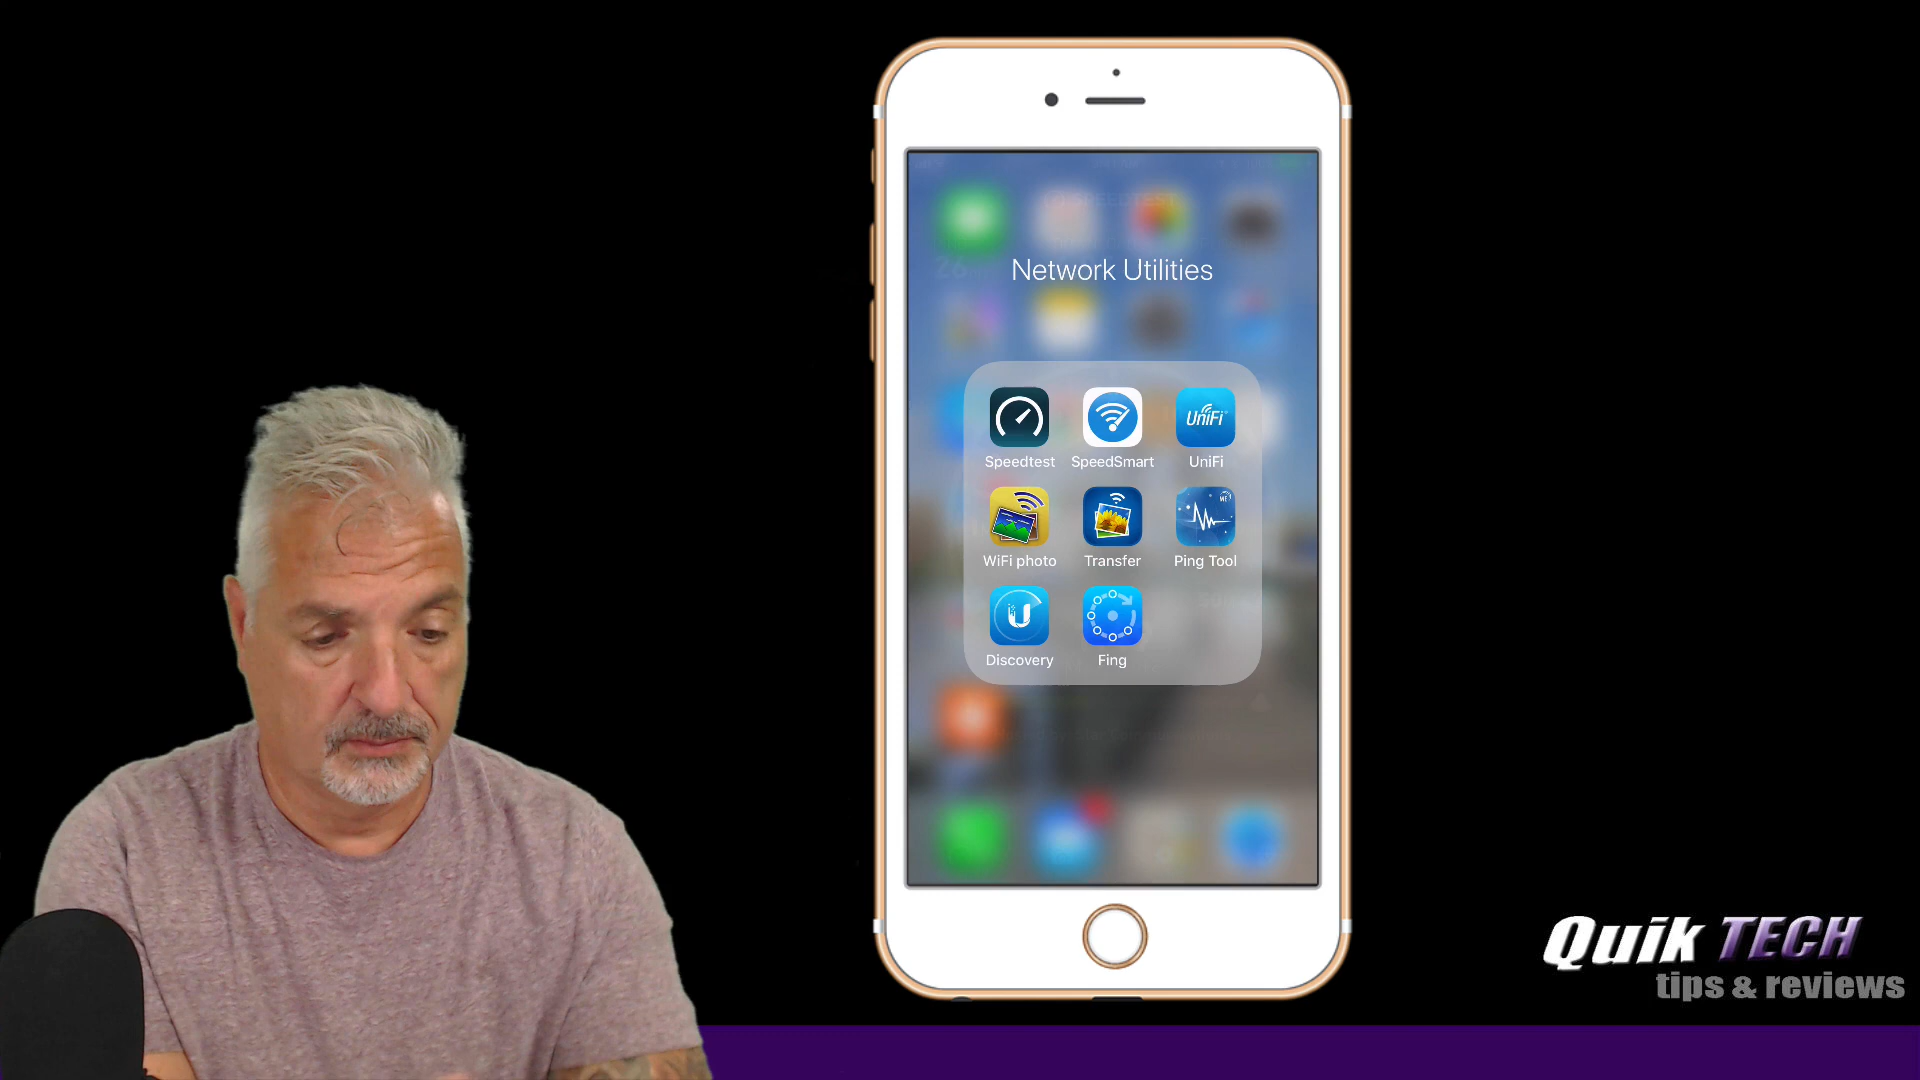 Network Utilities
Speedtest SpeedSmart UniFi
UniFi
WiFi photo Transfer Ping Tool
Discovery Fing
Quik TECH
tips & reviews